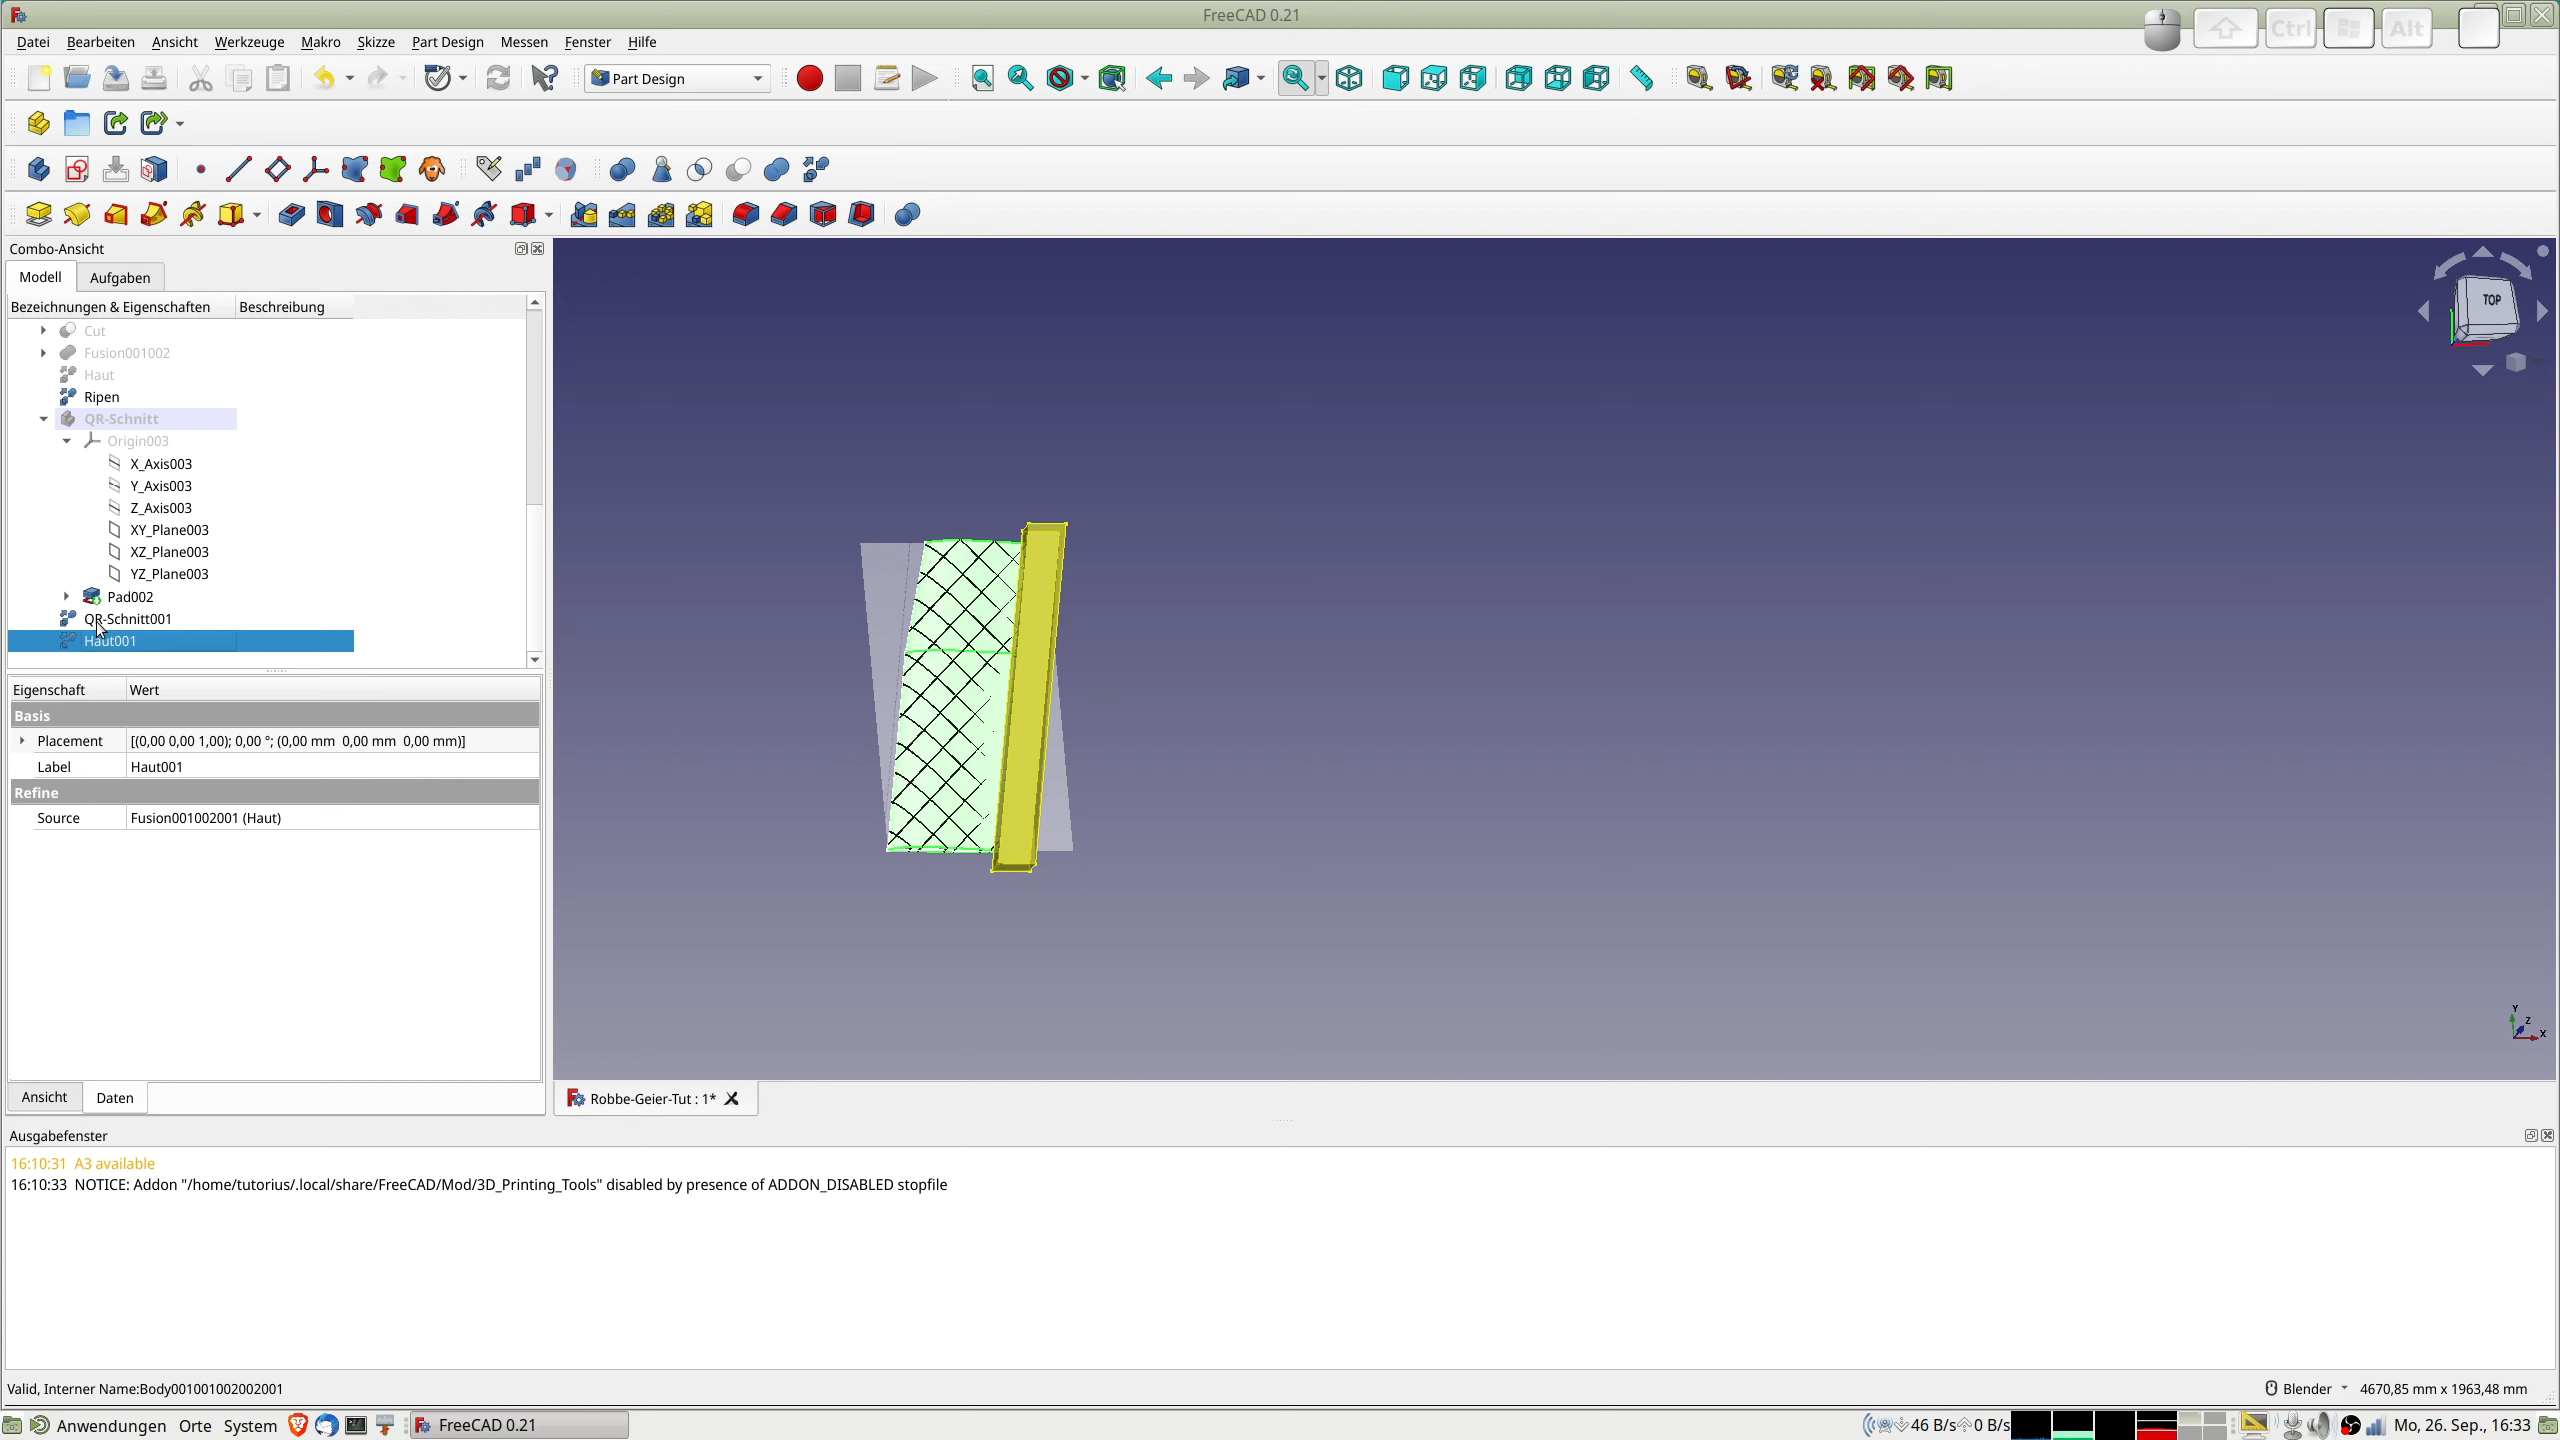 FreeCAD 0.21
Ctrl
Alt
Datei Bearbeiten Ansicht Werkzeuge Makro Skizze Part Design Messen Fenster Hilfe
Part Design
Combo-Ansicht
Modell Aufgaben
Bezeichnungen & Eigenschaften Beschreibung
Cut
Fusion001002
Haut
Ripen
QR-Schnitt
Origin003
X_Axis003
Y_Axis003
Z_Axis003
XY_Plane003
XZ_Plane003
YZ_Plane003
Pad002
QR-Schnitt001
Haut001
TOP
Eigenschaft Wert
Basis
Placement [(0,00 0,00 1,00); 0,00 °; (0,00 mm 0,00 mm 0,00 mm)]
Label Haut001
Refine
Source Fusion001002001 (Haut)
Y
Z
X
Ansicht Daten
Robbe-Geier-Tut : 1*
Ausgabefenster
16:10:31 A3 available
16:10:33 NOTICE: Addon "/home/tutorius/.local/share/FreeCAD/Mod/3D_Printing_Tools" disabled by presence of ADDON_DISABLED stopfile
Valid, Interner Name:Body001001002002001
Blender 4670,85 mm x 1963,48 mm
Anwendungen Orte System FreeCAD 0.21 46 B/s 0 B/s Mo, 26. Sep., 16:33